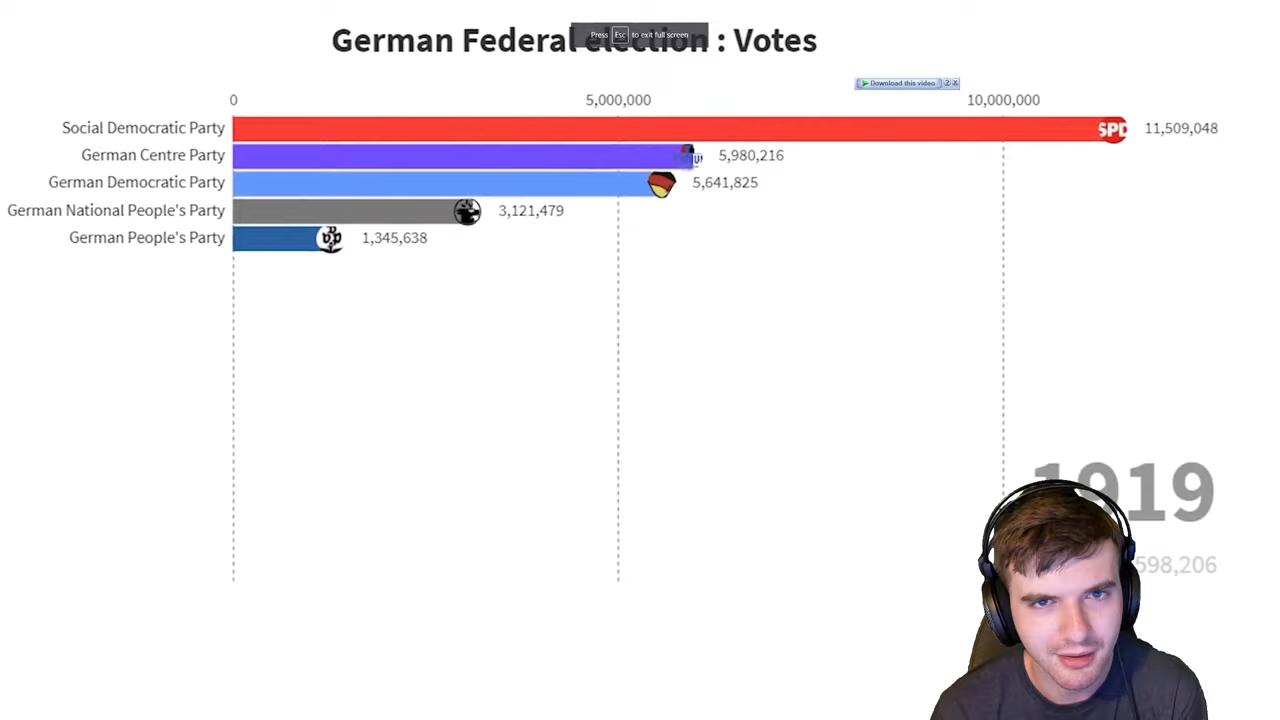 German Federal election : Votes
Press Esc to exit full screen
Download this video ? X
0 5,000,000 10,000,000
Social Democratic Party SPD 11,509,048
German Centre Party 5,980,216
German Democratic Party 5,641,825
German National People's Party 3,121,479
German People's Party 1,345,638
1919
598,206